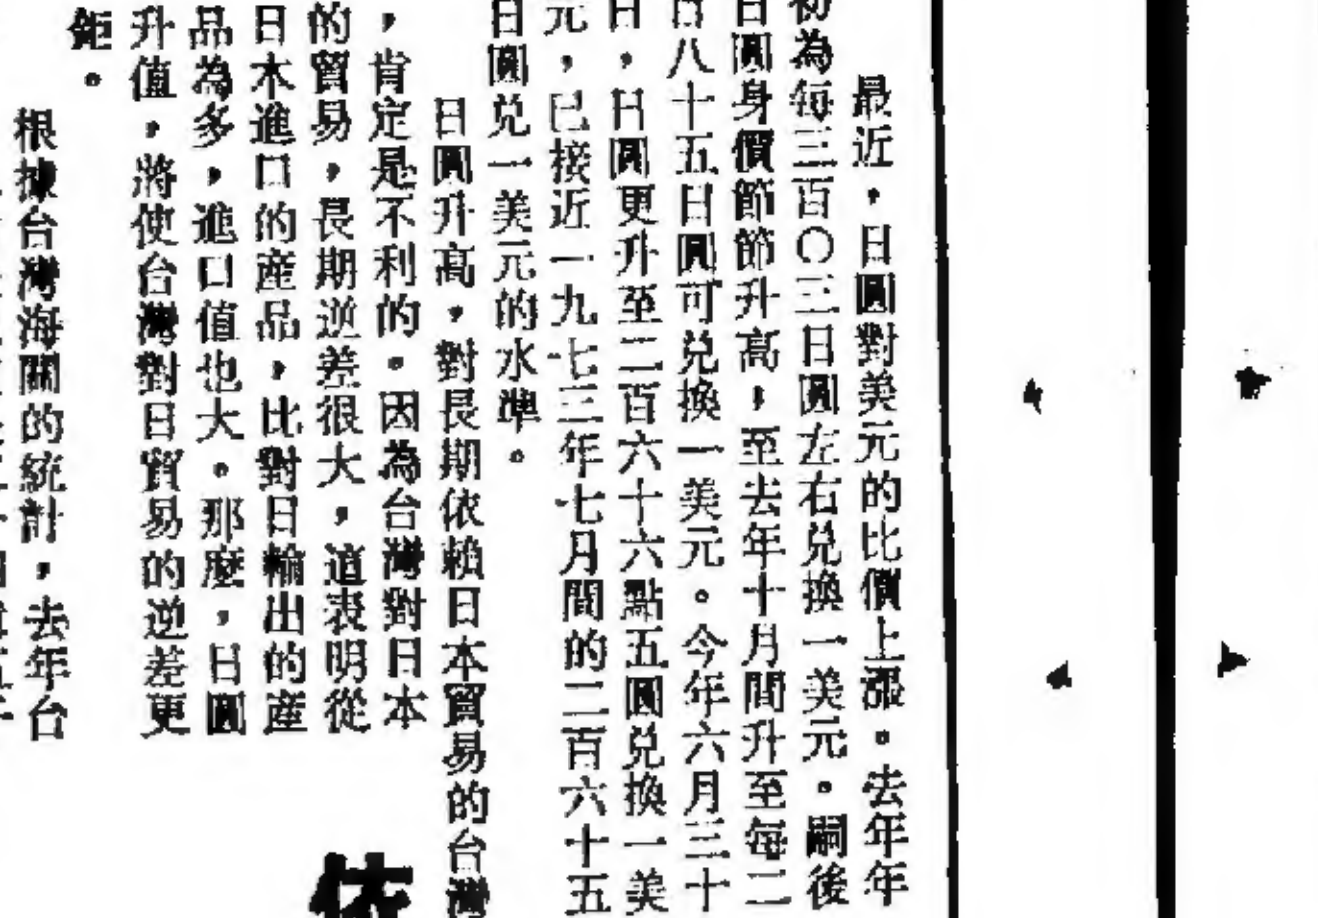 最近,日圓對美元的比價上漲。去年年
初為每三百〇三日圓左右兌換一美元。嗣後
日圓身價節節升高,至去年十月間升至每二
百八十五日圓可兌換一美元。今年六月三十
日,日圓更升至二百六十六點五圓兌換一美
元,已接近一九七三年七月間的二百六十五
日圓兌一美元的水準。
日圓升高,對長期依賴日本貿易的台灣
,肯定是不利的。因為台灣對日本
的貿易,長期逆差很大,這表明從
日本進口的產品,比對日輸出的產
品為多,進口值也大。那麼,日圓
升值,將使台灣對日貿易的逆差更
鉅。
根據台灣海關的統計,去年台
依